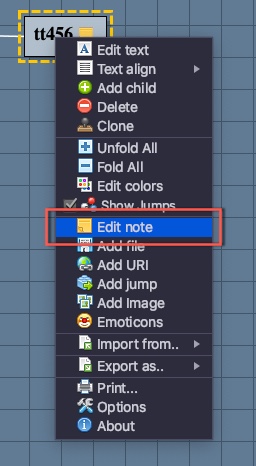 tt456
Edit text
Text align
Add child
Delete
Clone
Unfold All
Fold All
Edit colors
Show Jumps
Edit note
Add file
Add URI
Add jump
Add Image
Emoticons
Import from..
Export as..
Print...
Options
About